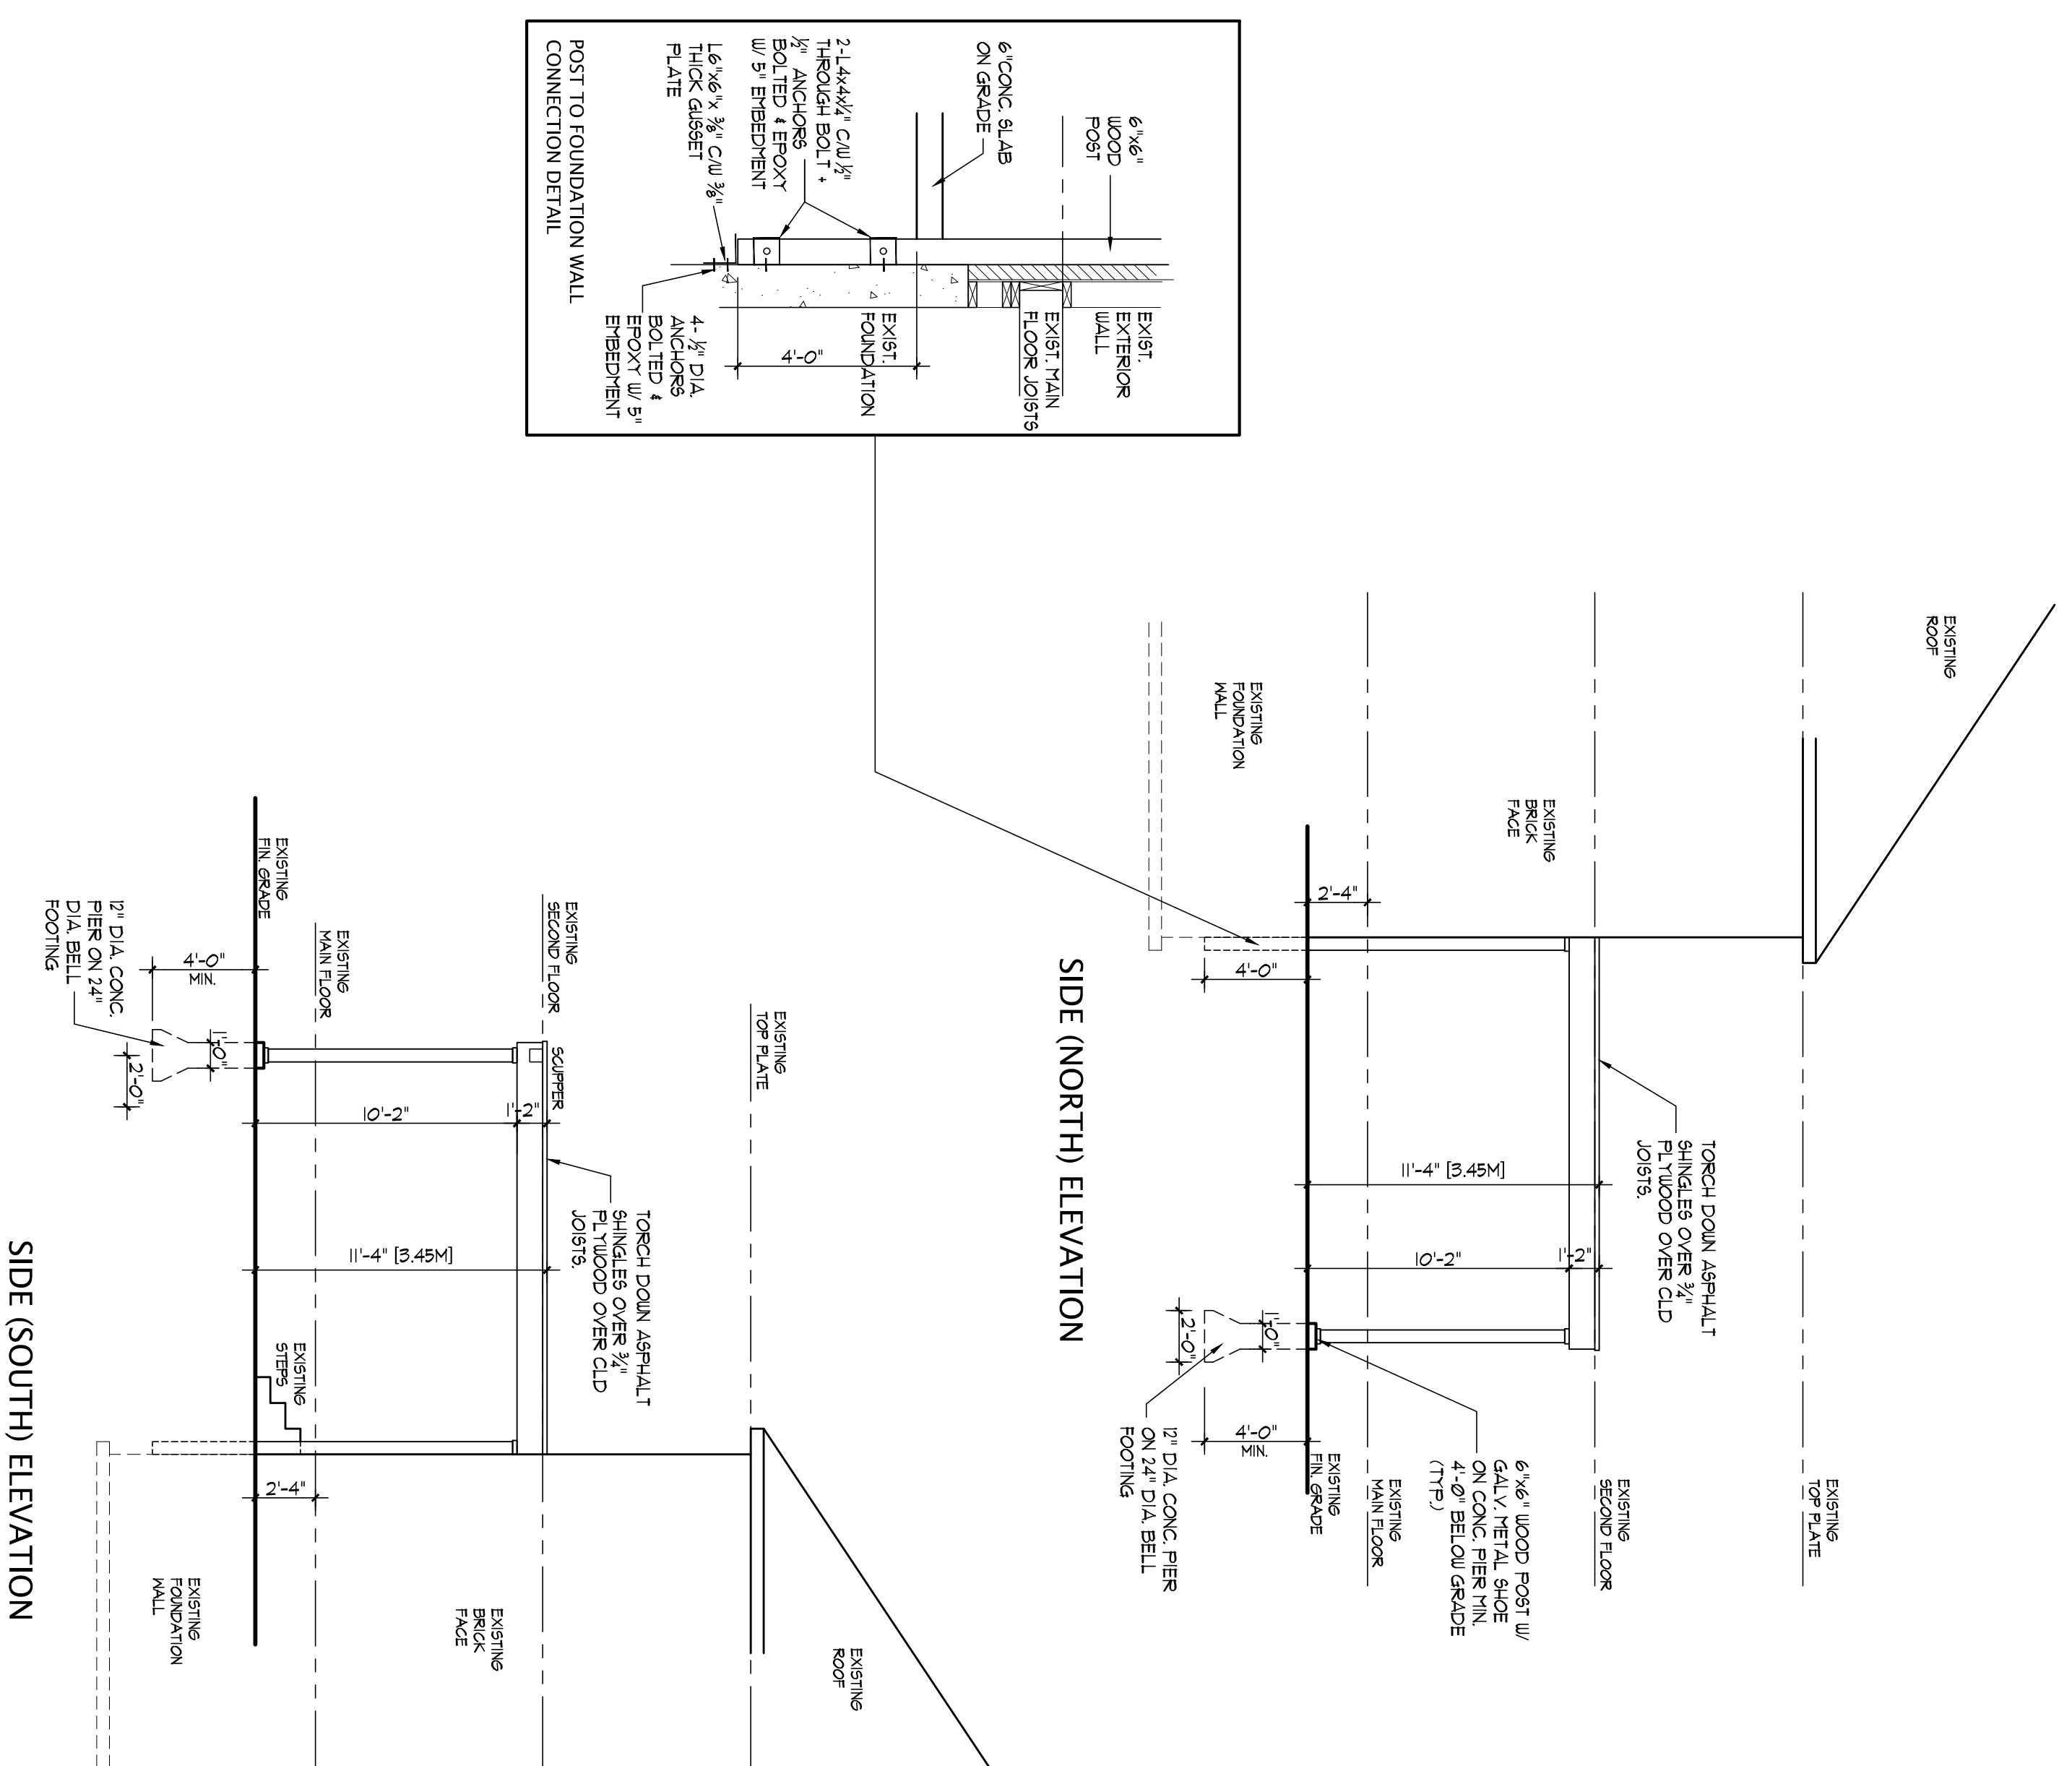 EXISTING
ROOF
EXISTING
TOP PLATE
TORCH DOWN ASPHALT
SHINGLES OVER 3/4"
PLYWOOD OVER CLD
JOISTS.
EXISTING
SECOND FLOOR
EXISTING
BRICK
FACE
1'-2"
10'-2"
11'-4" [3.45M]
6"x6" WOOD POST W/
GALV. METAL SHOE
ON CONC. PIER MIN.
4'-0" BELOW GRADE
(TYP.)
2'-4"
EXISTING
MAIN FLOOR
EXISTING
FIN. GRADE
EXISTING
FOUNDATION
WALL
4'-0"
1'-0"
2'-0"
4'-0"
MIN.
12" DIA. CONC. PIER
ON 24" DIA. BELL
FOOTING
SIDE (NORTH) ELEVATION
6"x6"
WOOD
POST
6"CONC. SLAB
ON GRADE
2-L4x4x1/4" C/W 1/2"
THROUGH BOLT +
1/2" ANCHORS
BOLTED & EPOXY
W/ 5" EMBEDMENT
L6"x6"x 3/8" C/W 3/8"
THICK GUSSET
PLATE
EXIST.
EXTERIOR
WALL
EXIST. MAIN
FLOOR JOISTS
EXIST.
FOUNDATION
4'-0"
4- 1/2" DIA.
ANCHORS
BOLTED &
EPOXY W/ 5"
EMBEDMENT
POST TO FOUNDATION WALL
CONNECTION DETAIL
EXISTING
ROOF
EXISTING
TOP PLATE
TORCH DOWN ASPHALT
SHINGLES OVER 3/4"
PLYWOOD OVER CLD
JOISTS.
EXISTING
SECOND FLOOR
SCUPPER
1'-2"
10'-2"
11'-4" [3.45M]
EXISTING
BRICK
FACE
EXISTING
MAIN FLOOR
EXISTING
STEPS
2'-4"
EXISTING
FIN. GRADE
EXISTING
FOUNDATION
WALL
4'-0"
MIN.
1'-0"
2'-0"
12" DIA. CONC.
PIER ON 24"
DIA. BELL
FOOTING
SIDE (SOUTH) ELEVATION